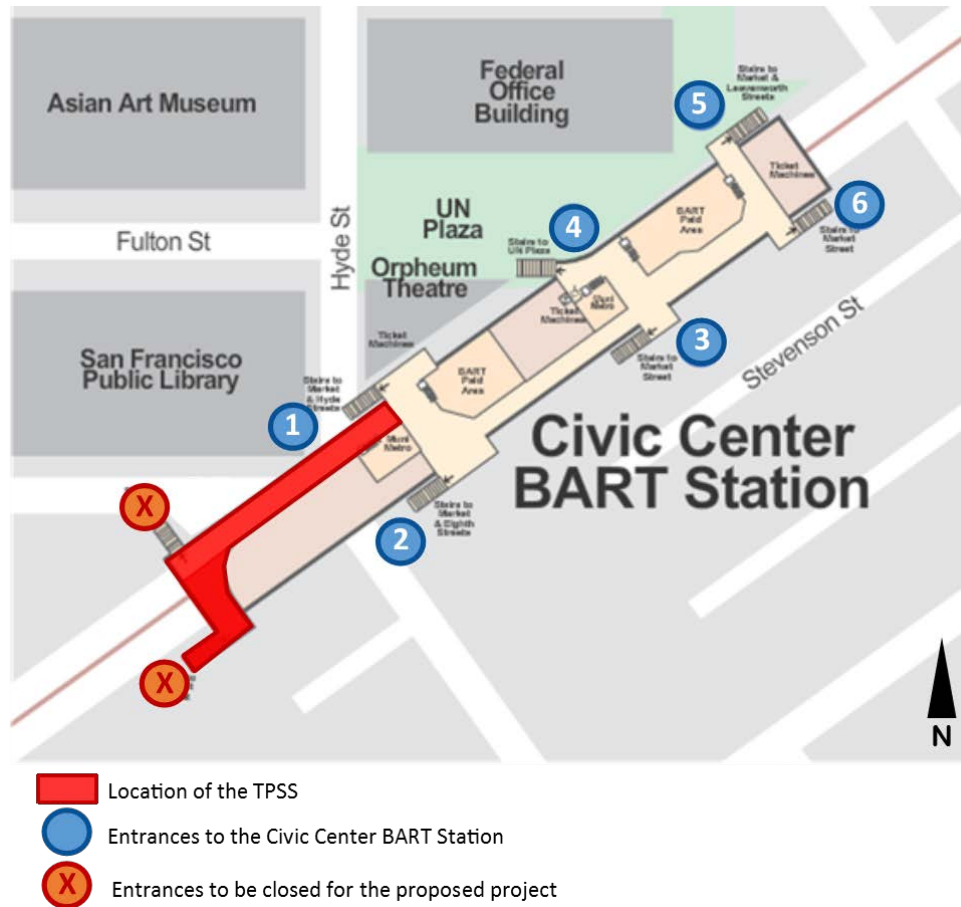 Asian Art Museum
Federal
Office
Building
5
Stairs to
Market &
Leavenworth
Streets
Ticket
Machines
6
Stairs to
Market
Street
BART
Paid
Area
4
Stairs to
UN Plaza
UN
Plaza
Fulton St
Hyde St
Orpheum
Theatre
Ticket
Machines
Ticket
Machines
Muni
Metro
3
Stairs to
Market
Street
Stevenson St
San Francisco
Public Library
BART
Paid
Area
Stairs to
Market
& Hyde
Streets
1
Muni
Metro
Civic Center
BART Station
X
Stairs to
Market
& Eighth
Streets
2
X
N
Location of the TPSS
Entrances to the Civic Center BART Station
X
Entrances to be closed for the proposed project